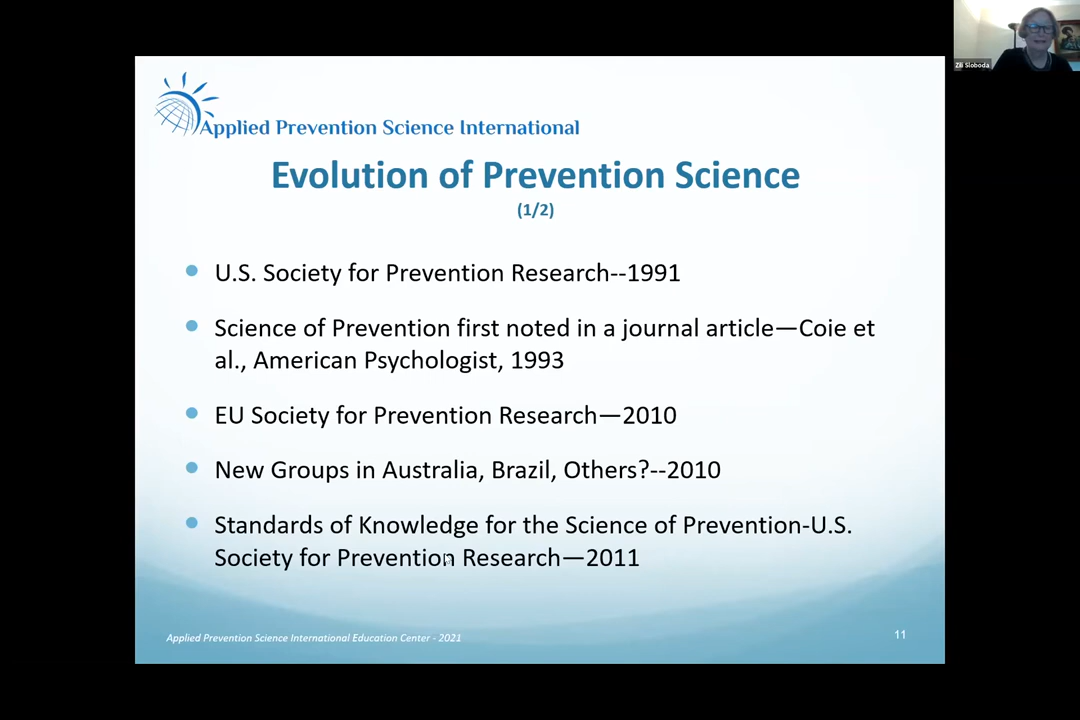 Zili Sloboda
Applied Prevention Science International
Evolution of Prevention Science
(1/2)
U.S. Society for Prevention Research--1991
Science of Prevention first noted in a journal article—Coie et
al., American Psychologist, 1993
EU Society for Prevention Research—2010
New Groups in Australia, Brazil, Others?--2010
Standards of Knowledge for the Science of Prevention-U.S.
Society for Prevention Research—2011
Applied Prevention Science International Education Center - 2021
11